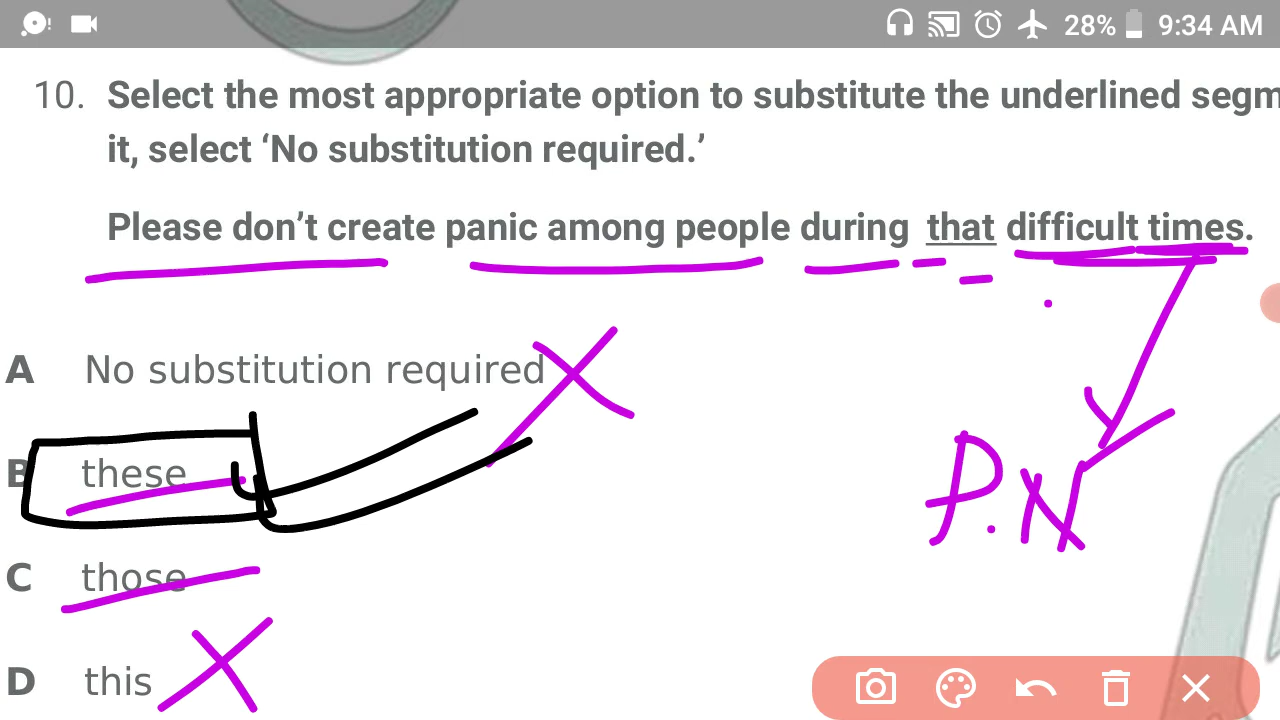 28% 9:34 AM
10. Select the most appropriate option to substitute the underlined segm
it, select ‘No substitution required.’
Please don’t create panic among people during that difficult times.
A No substitution required
B these
C those
D this
P.N